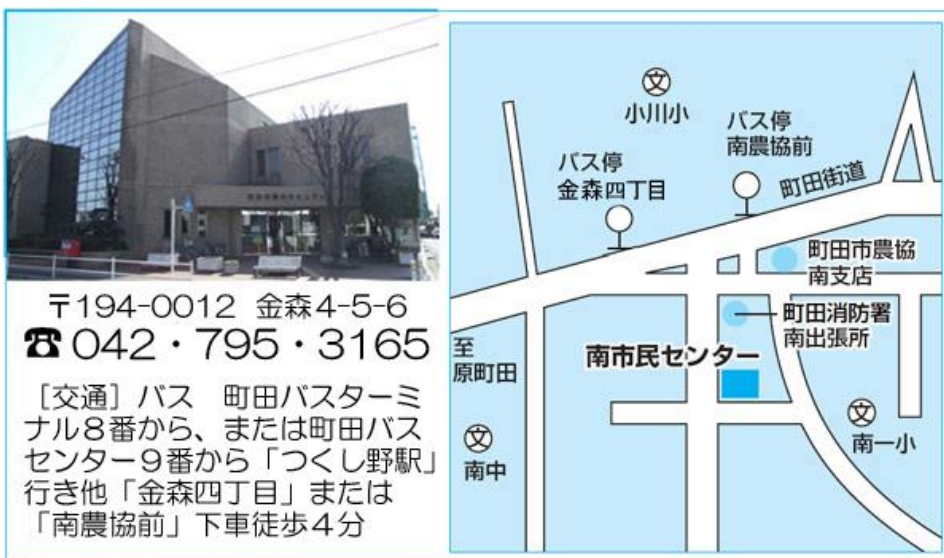 〒194-0012 金森4-5-6
☎042・795・3165
［交通］バス　町田バスターミ
ナル８番から、または町田バス
センター９番から「つくし野駅」
行き他「金森四丁目」または
「南農協前」下車徒歩４分
文
小川小
バス停
南農協前
バス停
金森四丁目
町田街道
町田市農協
南支店
町田消防署
南出張所
至
原町田
南市民センター
文
南中
文
南一小